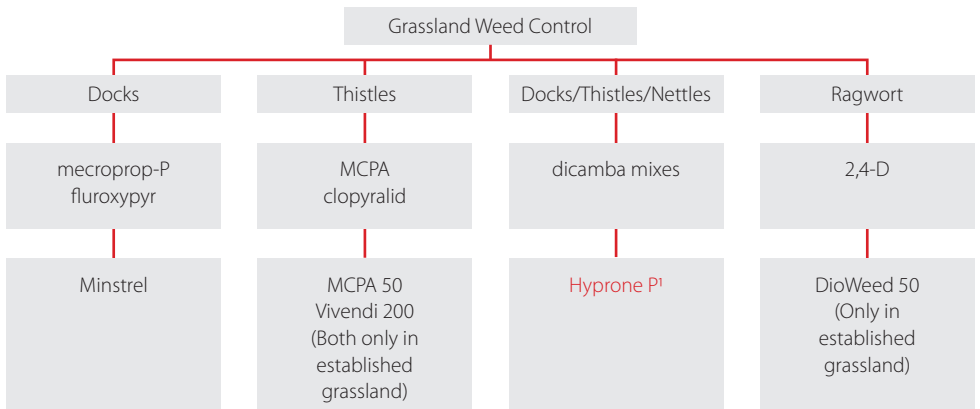 Grassland Weed Control
Docks
Thistles
Docks/Thistles/Nettles
Ragwort
mecroprop-P
fluroxypyr
MCPA
clopyralid
dicamba mixes
2,4-D
Minstrel
MCPA 50
Vivendi 200
(Both only in
established
grassland)
Hyprone P¹
DioWeed 50
(Only in
established
grassland)